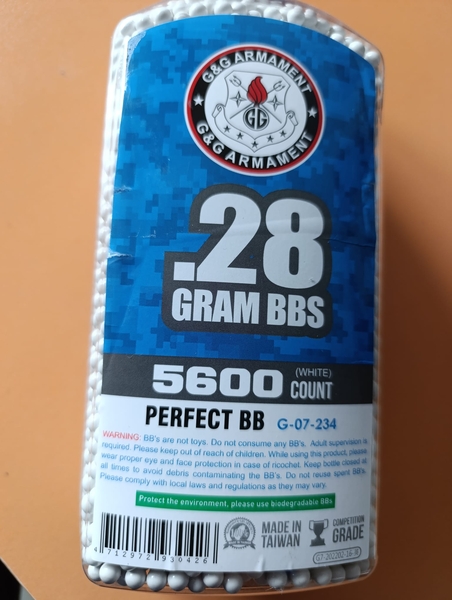 G&G ARMAMENT
GG
G&G ARMAMENT
.28
GRAM BBS
5600 (WHITE) COUNT
PERFECT BB G-07-234
WARNING: BB's are not toys. Do not consume any BB's. Adult supervision is
required. Please keep out of reach of children. While using this product, please
wear proper eye and face protection in case of ricochet. Keep bottle closed at
all times to avoid debris contaminating the BB's. Do not reuse spent BB's.
Please comply with local laws and regulations as they may vary.
Protect the environment, please use biodegradable BBs
MADE IN
TAIWAN
COMPETITION
GRADE
4 712972 930426